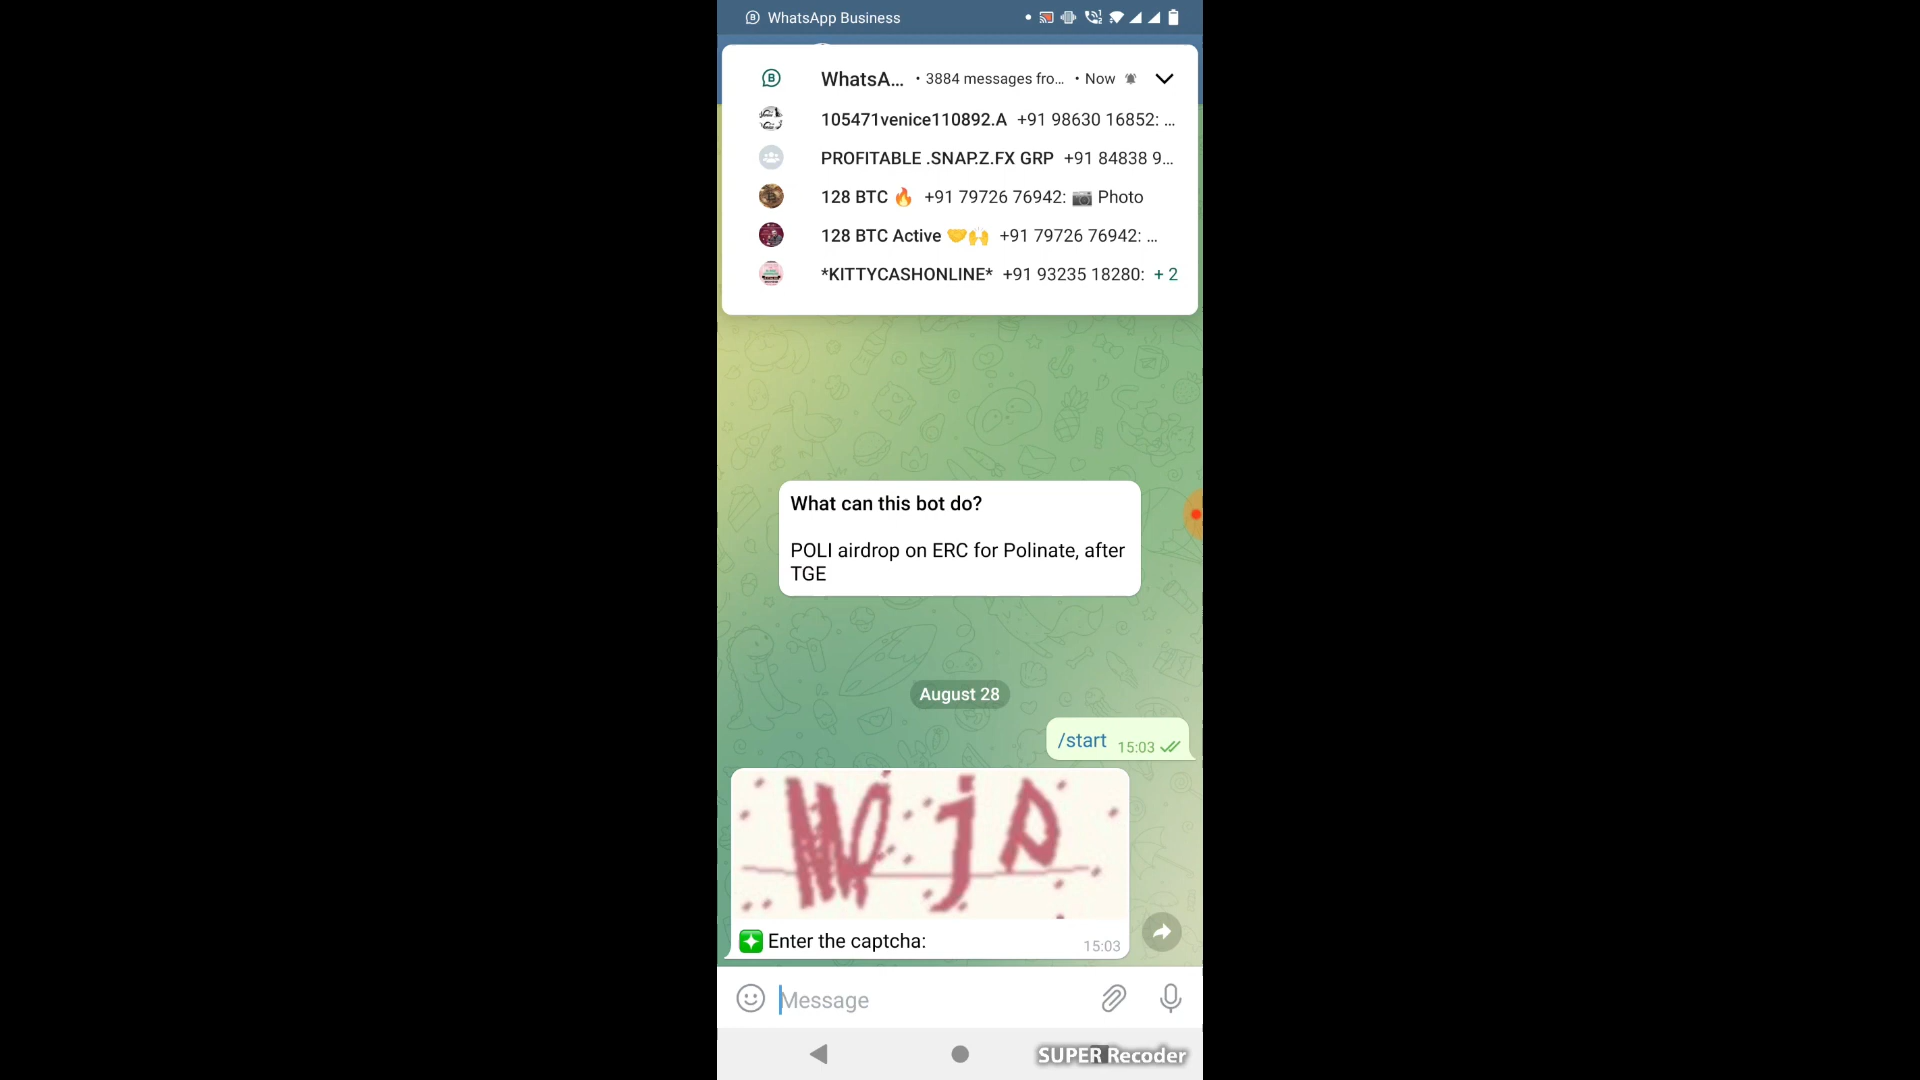 WhatsApp Business
WhatsA... • 3884 messages fro... • Now
105471venice110892.A +91 98630 16852: ...
PROFITABLE .SNAP.Z.FX GRP +91 84838 9...
128 BTC 🔥 +91 79726 76942: 📷 Photo
128 BTC Active 🤝🙌 +91 79726 76942: ...
*KITTYCASHONLINE* +91 93235 18280: + 2
What can this bot do?
POLI airdrop on ERC for Polinate, after
TGE
August 28
/start 15:03
Enter the captcha: 15:03
Message
SUPER Recoder